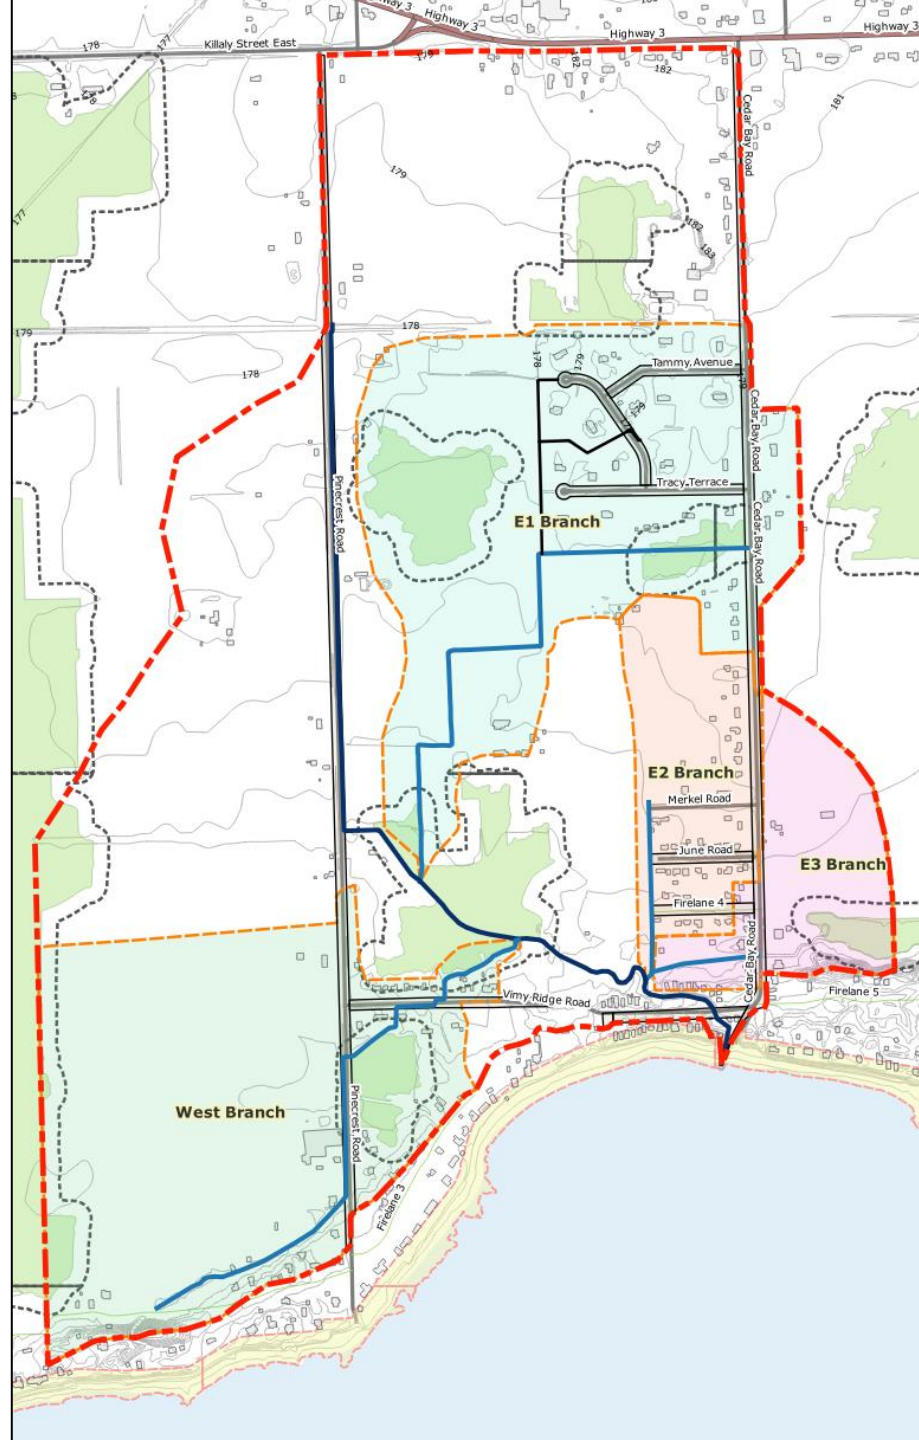 Highway 3
Highway 3
Highway 3
178
177
Killaly Street East
179
182
182
178
179
Cedar Bay Road
181
177
182
183
179
178
178
178
179
Tammy Avenue
179
Cedar Bay Road
Pinecrest Road
Tracy Terrace
E1 Branch
Cedar Bay Road
E2 Branch
Merkel Road
June Road
E3 Branch
Firelane 4
Cedar Bay Road
Vimy Ridge Road
Firelane 5
West Branch
Pinecrest Road
Firelane 3